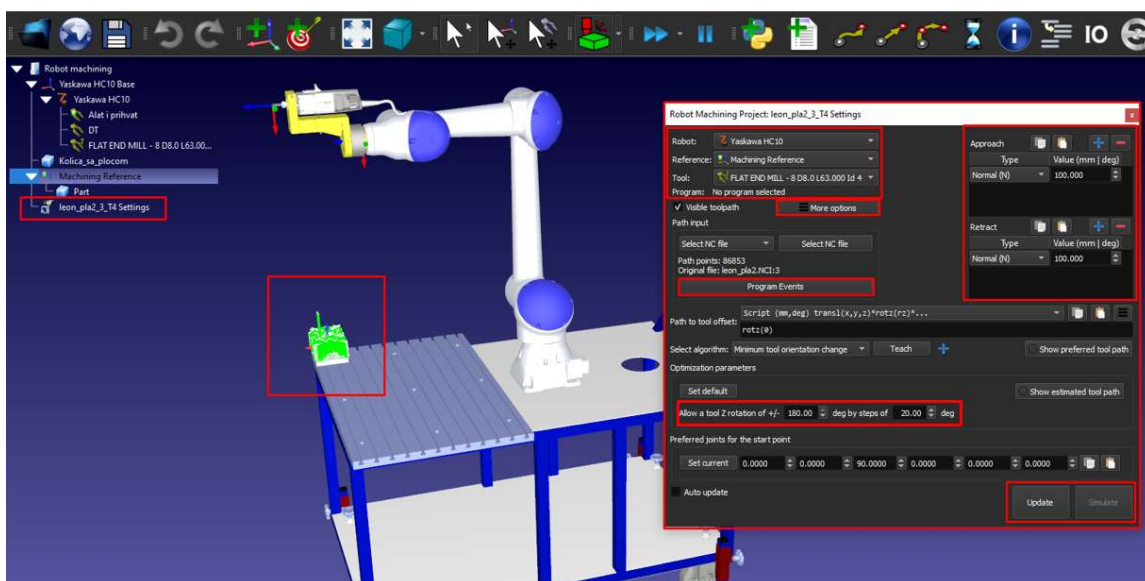 IO
Robot machining
Yaskawa HC10 Base
Yaskawa HC10
Alat i prihvat
DT
FLAT END MILL - 8 D8.0 L63.00...
Kolica_sa_plocom
Machining Reference
Part
leon_pla2_3_T4 Settings
Robot Machining Project: leon_pla2_3_T4 Settings
x
Robot: Yaskawa HC10
Reference: Machining Reference
Tool: FLAT END MILL - 8 D8.0 L63.000 Id 4
Program: No program selected
Visible toolpath More options
Path input
Select NC file Select NC file
Path points: 86853
Original file: leon_pla2.NCI:3
Program Events
Approach
Type Value (mm | deg)
Normal (N) 100.000
Retract
Type Value (mm | deg)
Normal (N) 100.000
Path to tool offset: Script (mm,deg) transl(x,y,z)*rotz(rz)*...
rotz(0)
Select algorithm: Minimum tool orientation change Teach Show preferred tool path
Optimization parameters
Set default Show estimated tool path
Allow a tool Z rotation of +/- 180.00 deg by steps of 20.00 deg
Preferred joints for the start point
Set current 0.0000 0.0000 90.0000 0.0000 0.0000 0.0000
Auto update
Update Simulate